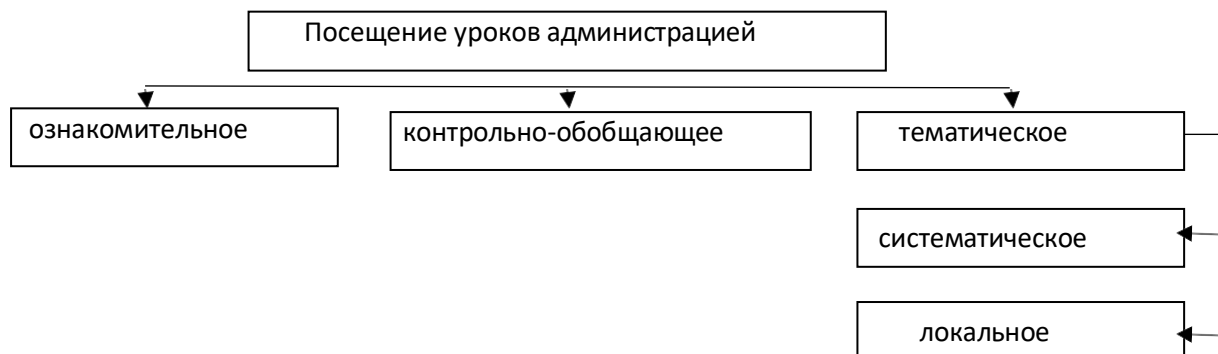 Посещение уроков администрацией
ознакомительное
контрольно-обобщающее
тематическое
систематическое
локальное